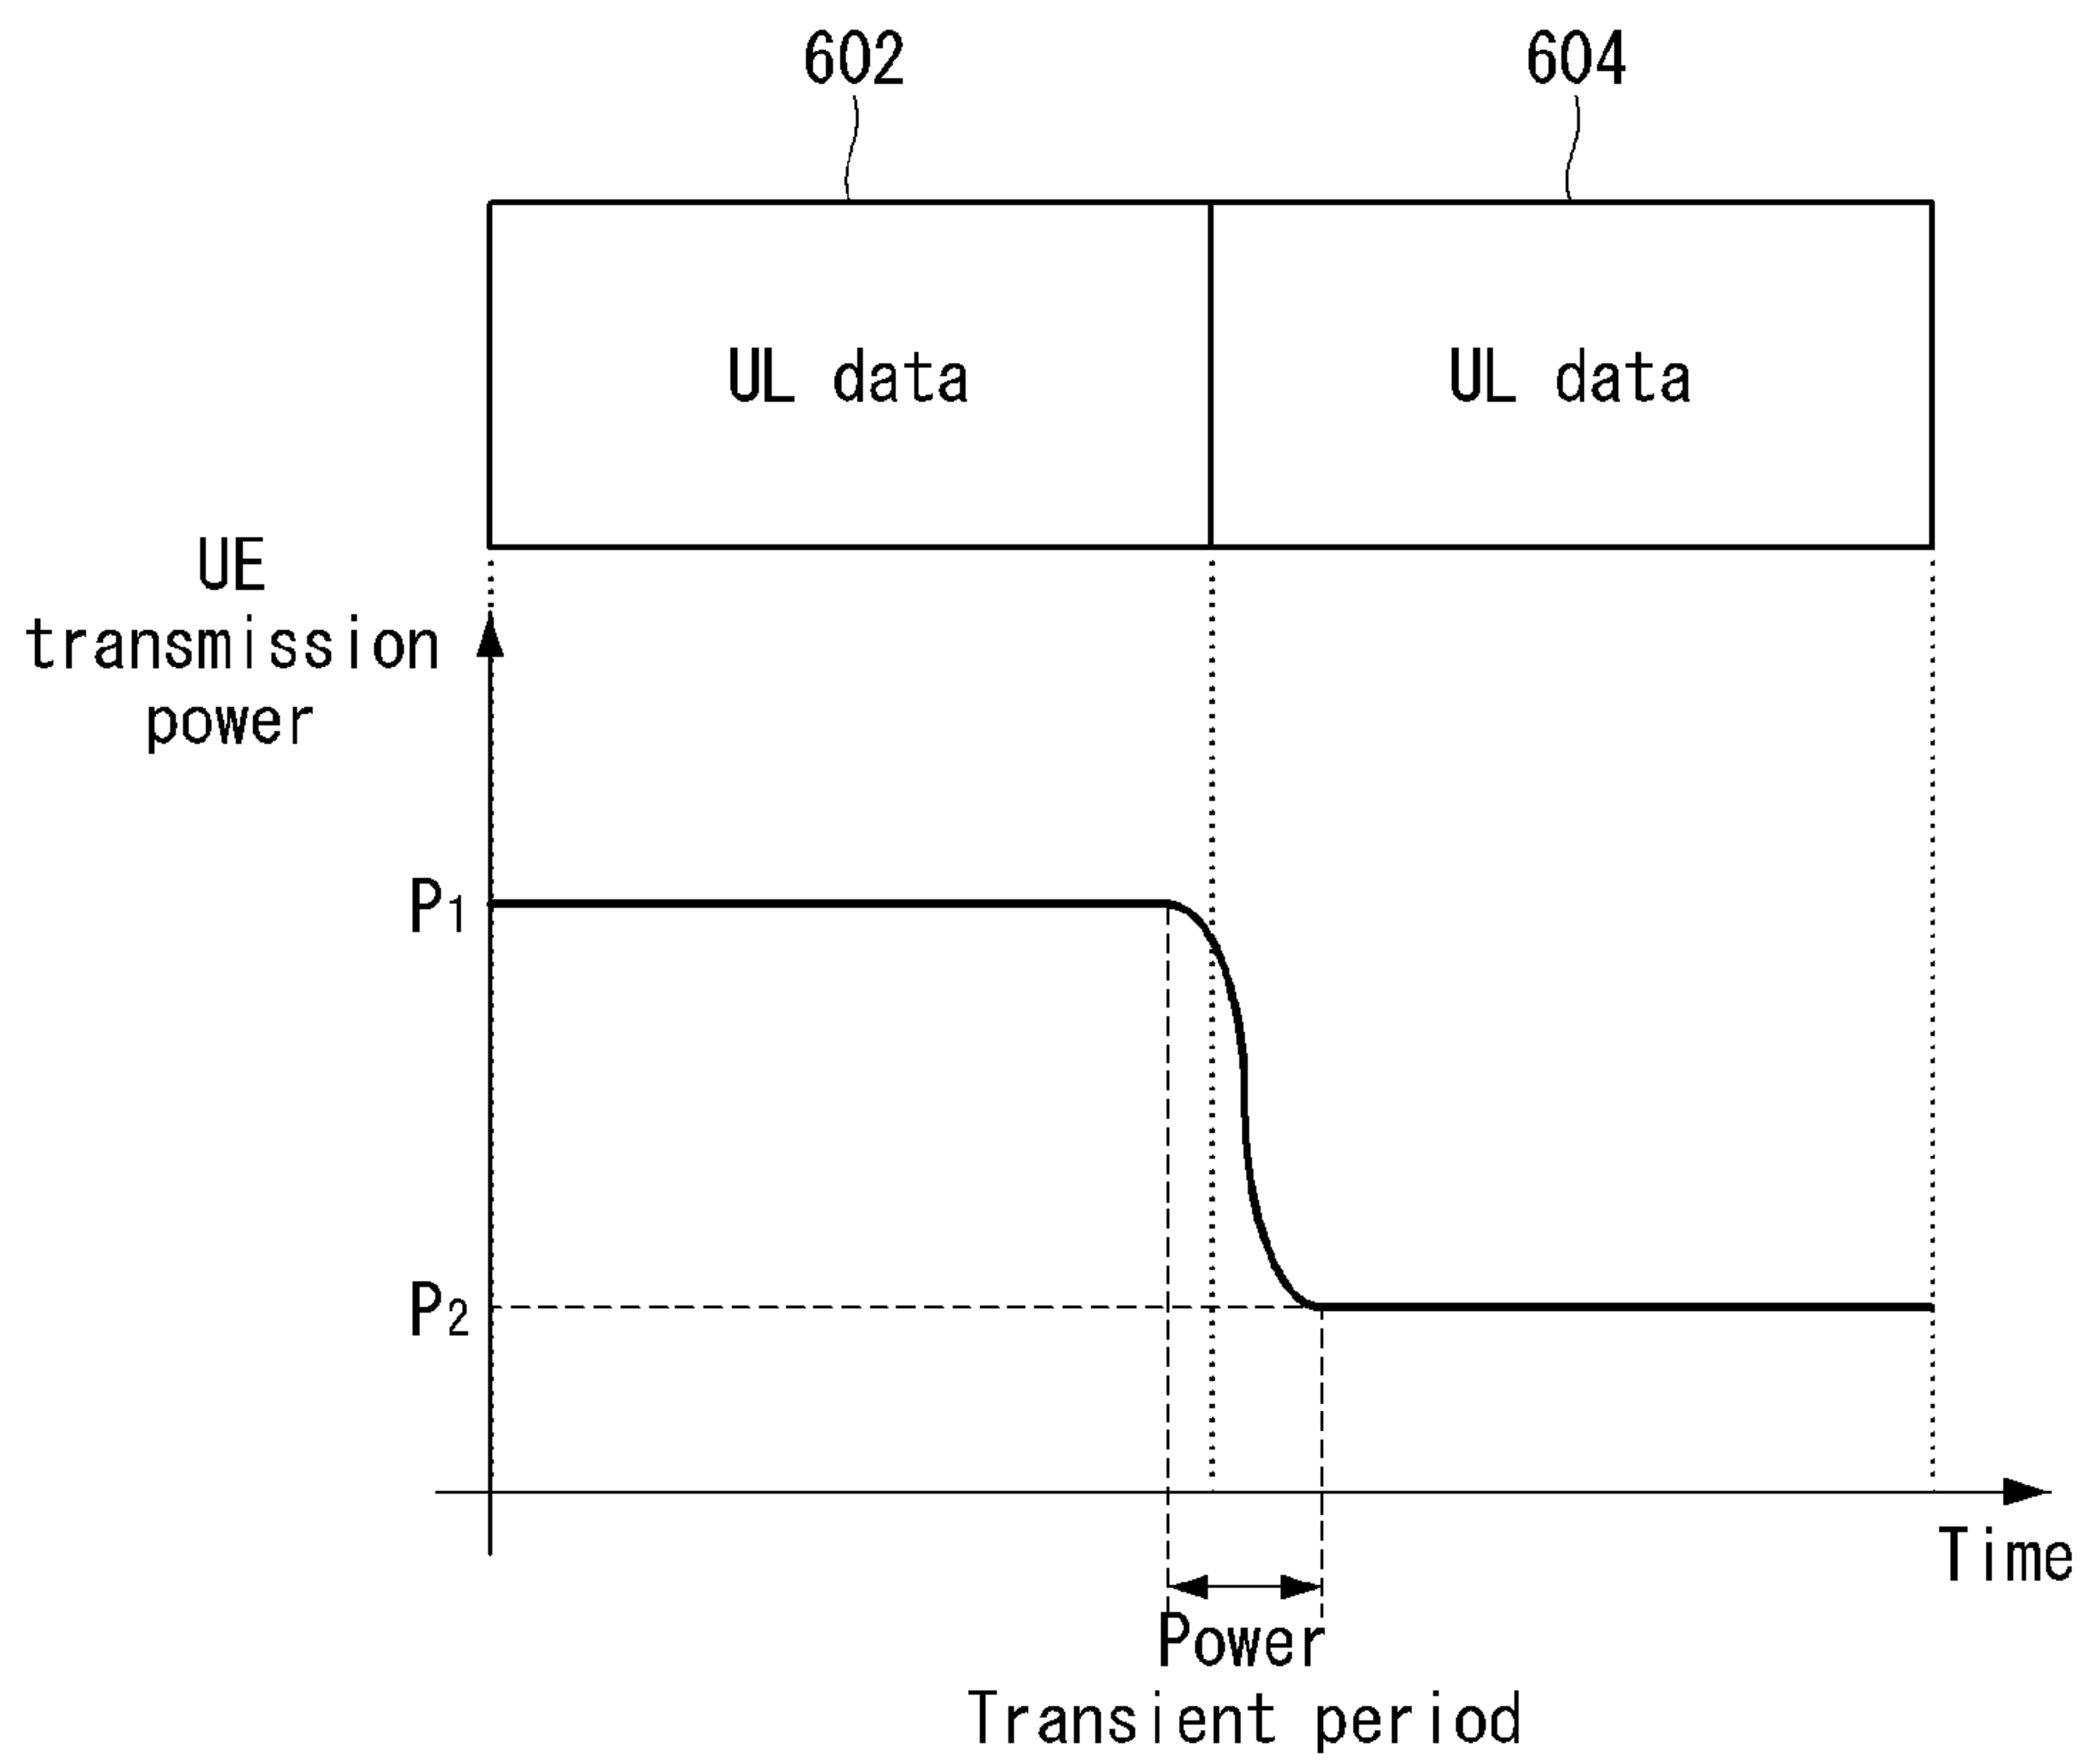 602
604
UL data
UL data
UE
transmission
power
P1
P2
Time
Power
Transient period